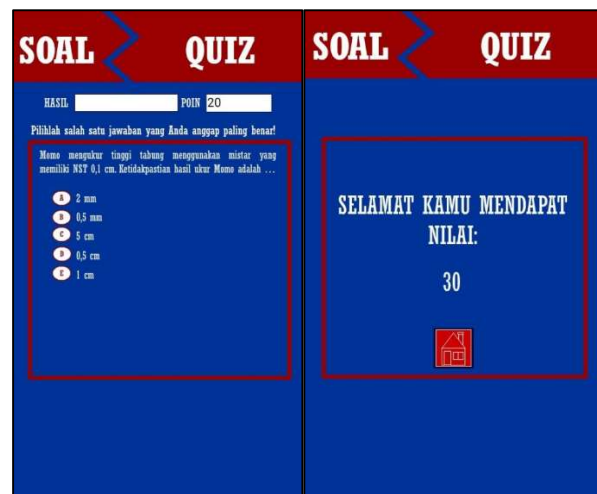 SOAL QUIZ
HASIL POIN 20
Pilihlah salah satu jawaban yang Anda anggap paling benar!
Momo mengukur tinggi tabung menggunakan mistar yang
memiliki NST 0,1 cm. Ketidakpastian hasil ukur Momo adalah ...
A 2 mm
B 0,5 mm
C 5 cm
D 0,5 cm
E 1 cm
SOAL QUIZ
SELAMAT KAMU MENDAPAT
NILAI:
30